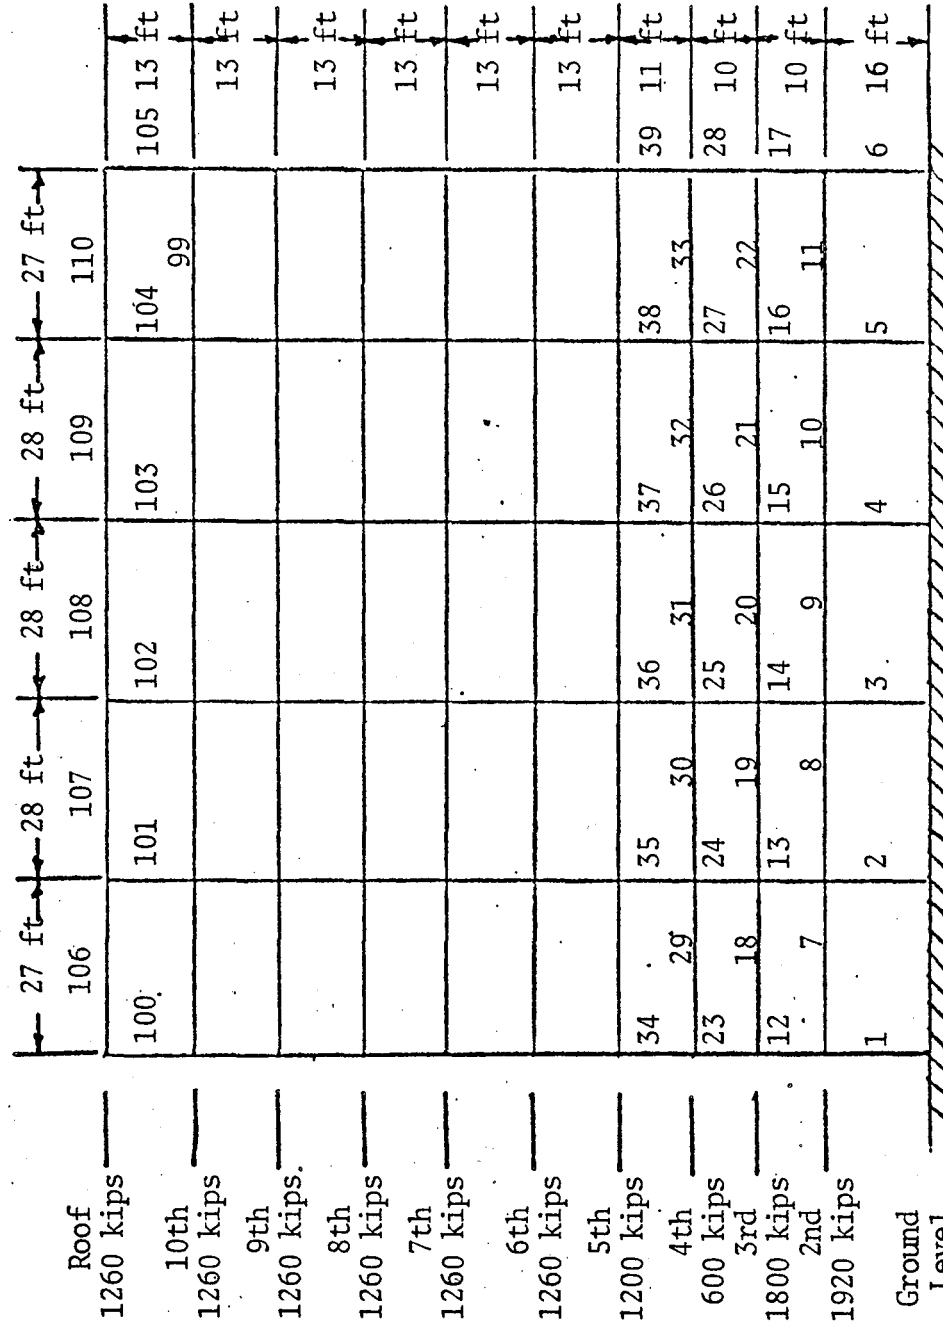 27 ft 28 ft 28 ft 28 ft 27 ft
Roof 106 107 108 109 110
1260 kips
100 101 102 103 104 105 13 ft
10th 99
1260 kips
13 ft
9th
1260 kips
13 ft
8th
1260 kips
13 ft
7th
1260 kips
13 ft
6th
1260 kips
13 ft
5th
1200 kips
34 35 36 37 38 39 11 ft
4th 29 30 31 32 33
600 kips
23 24 25 26 27 28 10 ft
3rd 18 19 20 21 22
1800 kips
12 13 14 15 16 17 10 ft
2nd 7 8 9 10 11
1920 kips
1 2 3 4 5 6 16 ft
Ground
Level